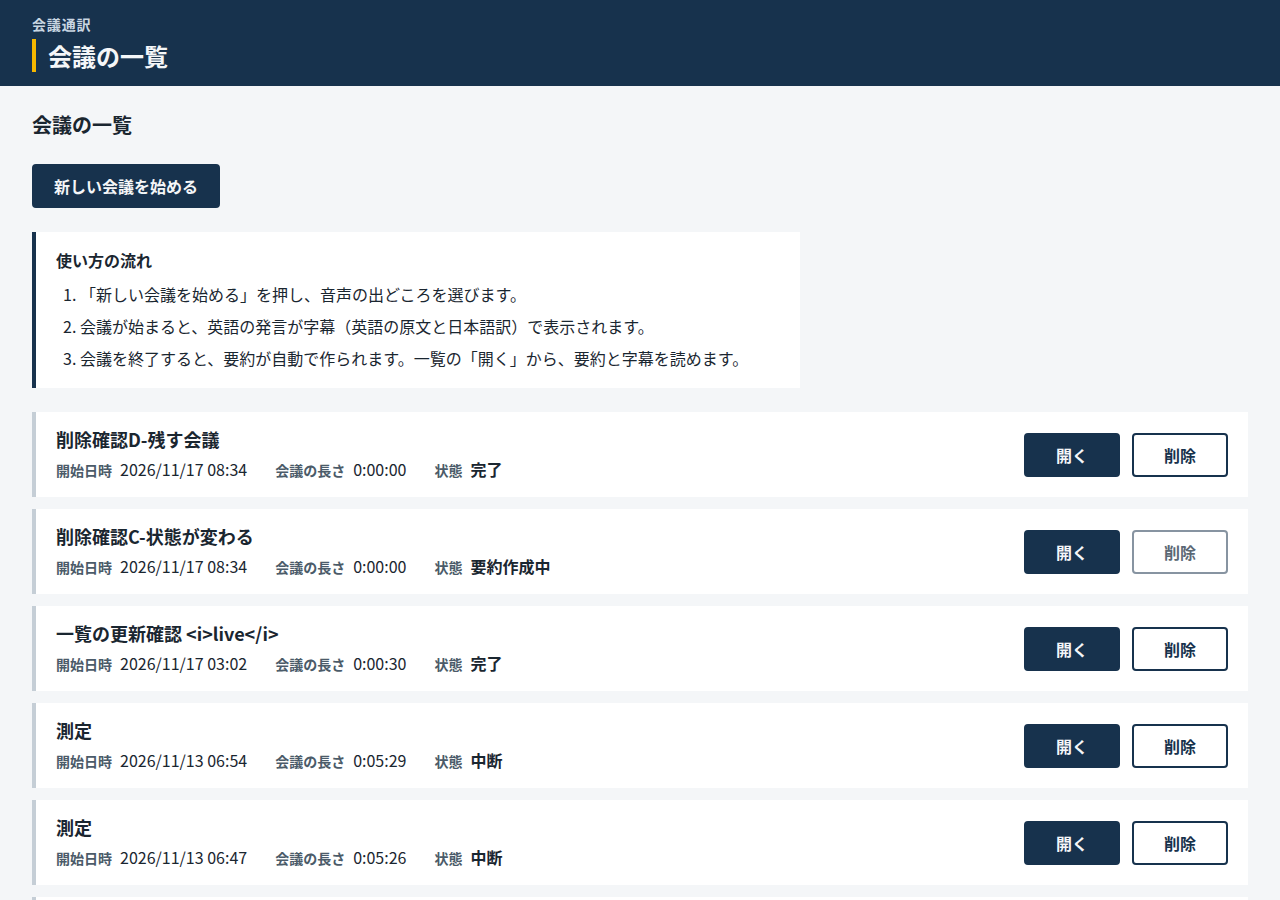 会議通訳
会議の一覧
会議の一覧
新しい会議を始める
使い方の流れ
1. 「新しい会議を始める」を押し、音声の出どころを選びます。
2. 会議が始まると、英語の発言が字幕（英語の原文と日本語訳）で表示されます。
3. 会議を終了すると、要約が自動で作られます。一覧の「開く」から、要約と字幕を読めます。
削除確認D-残す会議
開始日時 2026/11/17 08:34 会議の長さ 0:00:00 状態 完了
開く 削除
削除確認C-状態が変わる
開始日時 2026/11/17 08:34 会議の長さ 0:00:00 状態 要約作成中
開く 削除
一覧の更新確認 <i>live</i>
開始日時 2026/11/17 03:02 会議の長さ 0:00:30 状態 完了
開く 削除
測定
開始日時 2026/11/13 06:54 会議の長さ 0:05:29 状態 中断
開く 削除
測定
開始日時 2026/11/13 06:47 会議の長さ 0:05:26 状態 中断
開く 削除